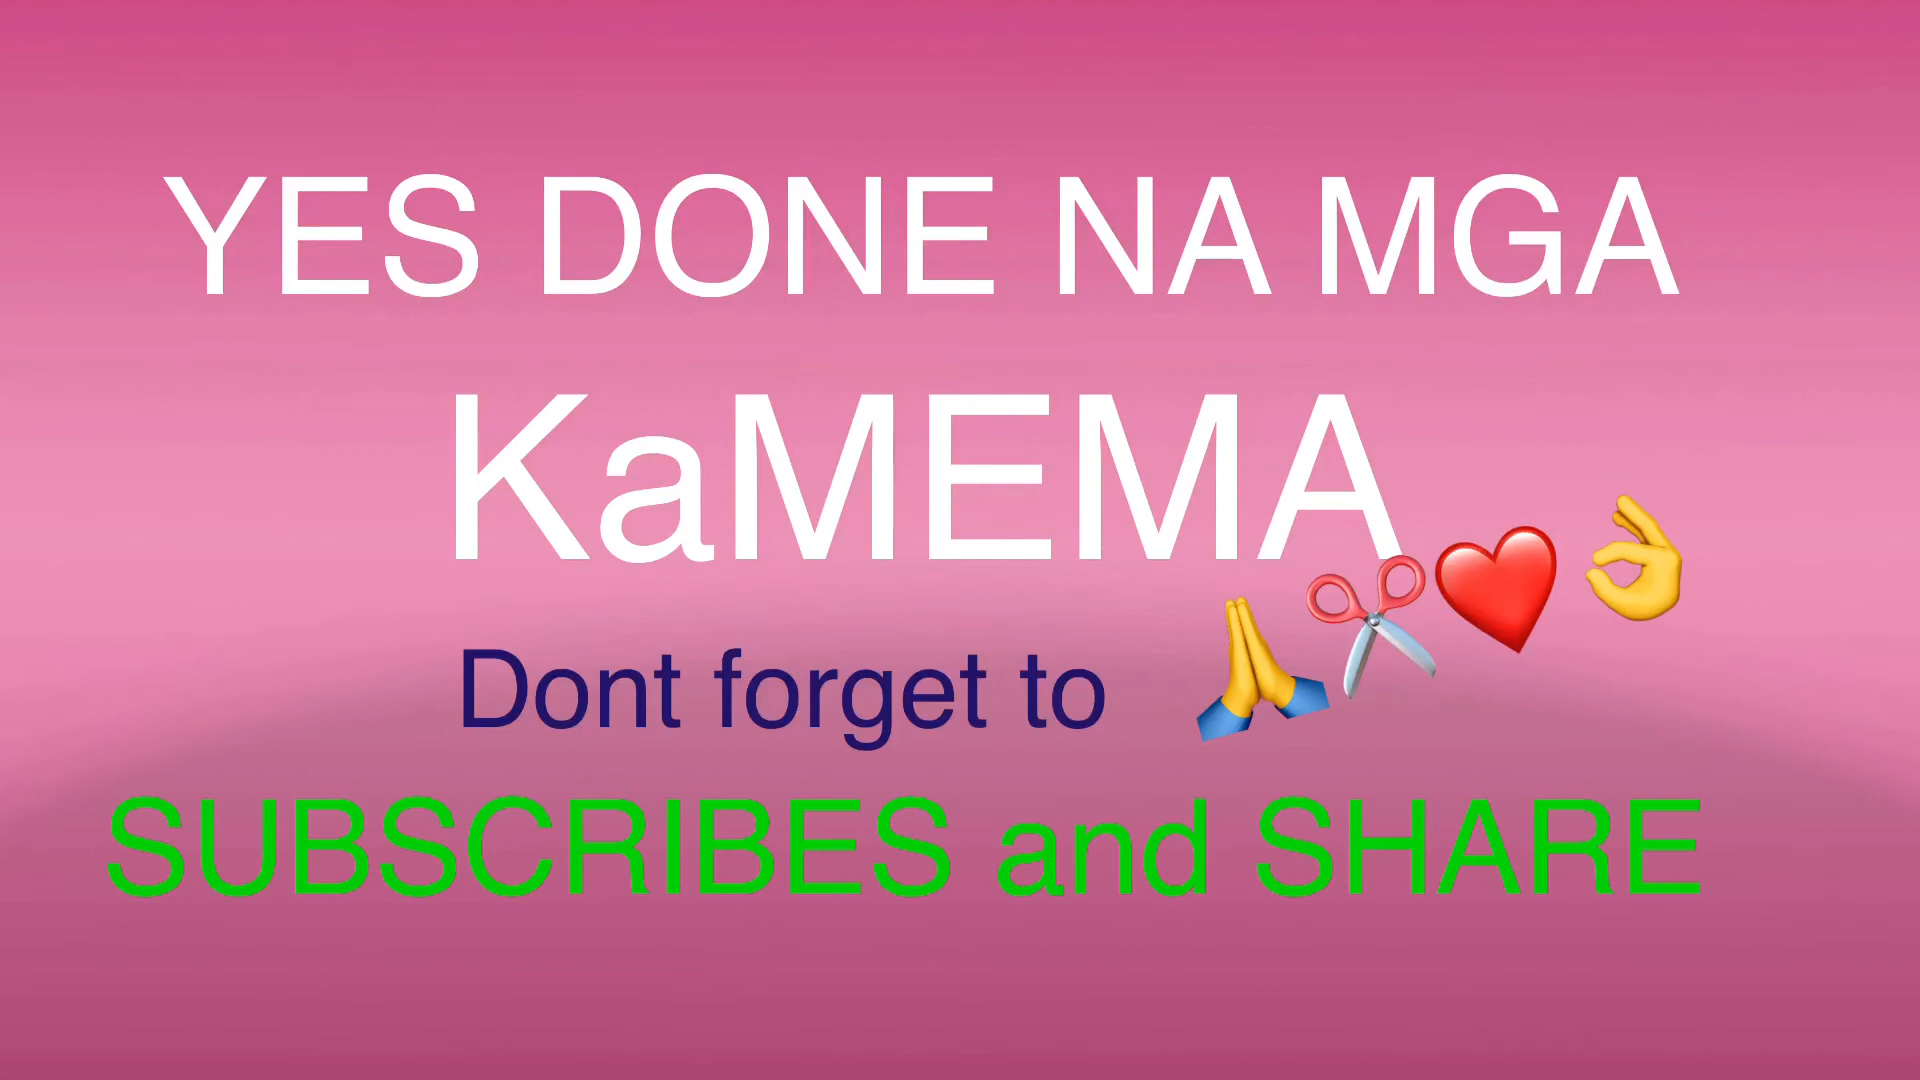 YES DONE NA MGA
KaMEMA
Dont forget to
SUBSCRIBES and SHARE